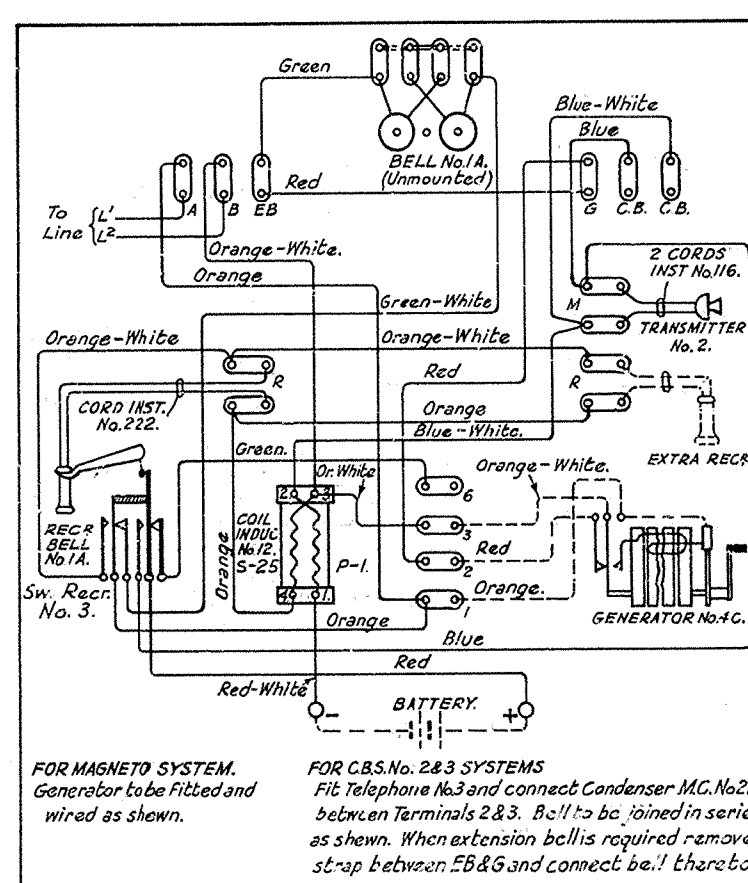 Green
Blue-White
Blue
BELL No.1A.
(Unmounted)
Red
A B EB
G C.B. C.B.
To
Line
L1
L2
Orange-White.
Orange
2 CORDS
INST No.116.
M
Green-White
TRANSMITTER
No. 2.
Orange-White
Orange-White
R
Red
R
CORD INST.
No. 222.
Orange
Blue-White.
EXTRA RECR
Green.
Or. White
Orange-White.
2 3
6
RECR
BELL
No 1A.
COIL
INDUC
No.12.
S-25
P-1.
Orange
3
Red
2
Orange.
4 1.
1
Sw. Recr.
No. 3.
Orange
GENERATOR No.4C.
Blue
Red
Red-White
BATTERY.
- +
FOR MAGNETO SYSTEM.
Generator to be fitted and
wired as shewn.
FOR C.B.S. No. 2&3 SYSTEMS
Fit Telephone No3 and connect Condenser M.C. No2
between Terminals 2&3. Bell to be joined in serie
as shewn. When extension bell is required remove
strap between EB & G and connect bell thereto